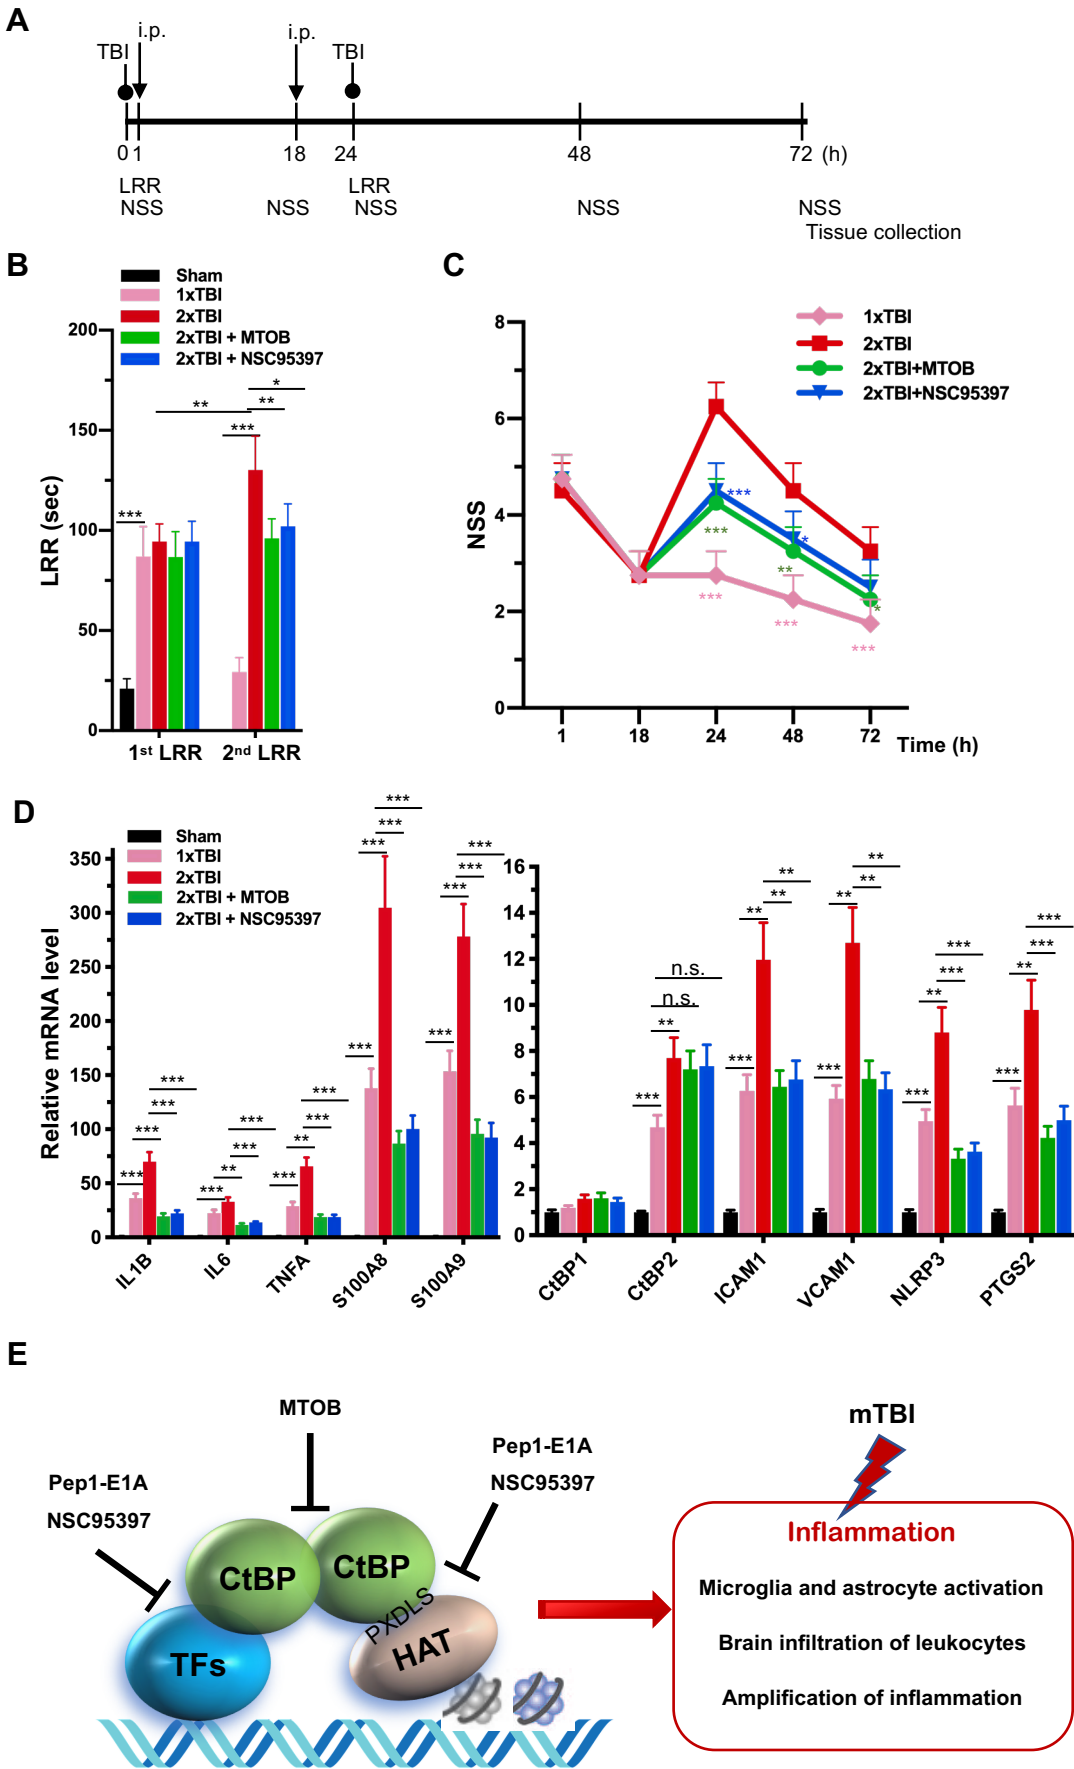 A
i.p.
i.p.
TBI
TBI
0 1 18 24 48 72 (h)
LRR LRR
NSS NSS NSS NSS NSS
Tissue collection
B
Sham
1xTBI
2xTBI
2xTBI + MTOB
2xTBI + NSC95397
LRR (sec)
200
150
100
50
0
***
**
***
**
*
1st LRR 2nd LRR
C
1xTBI
2xTBI
2xTBI+MTOB
2xTBI+NSC95397
NSS
8
6
4
2
0
***
***
***
*
**
***
*
***
1 18 24 48 72 Time (h)
D
Sham
1xTBI
2xTBI
2xTBI + MTOB
2xTBI + NSC95397
Relative mRNA level
350
300
250
200
150
100
50
0
*** *** *** ***
*** ** *** ***
*** ** *** ***
*** *** *** ***
*** *** *** ***
IL1B IL6 TNFA S100A8 S100A9
16
14
12
10
8
6
4
2
0
*** ** n.s. n.s.
*** ** ** **
*** ** ** **
*** ** *** ***
*** ** *** ***
CtBP1 CtBP2 ICAM1 VCAM1 NLRP3 PTGS2
E
MTOB
Pep1-E1A
NSC95397
Pep1-E1A
NSC95397
CtBP
CtBP
PXDLS
TFs
HAT
mTBI
Inflammation
Microglia and astrocyte activation
Brain infiltration of leukocytes
Amplification of inflammation